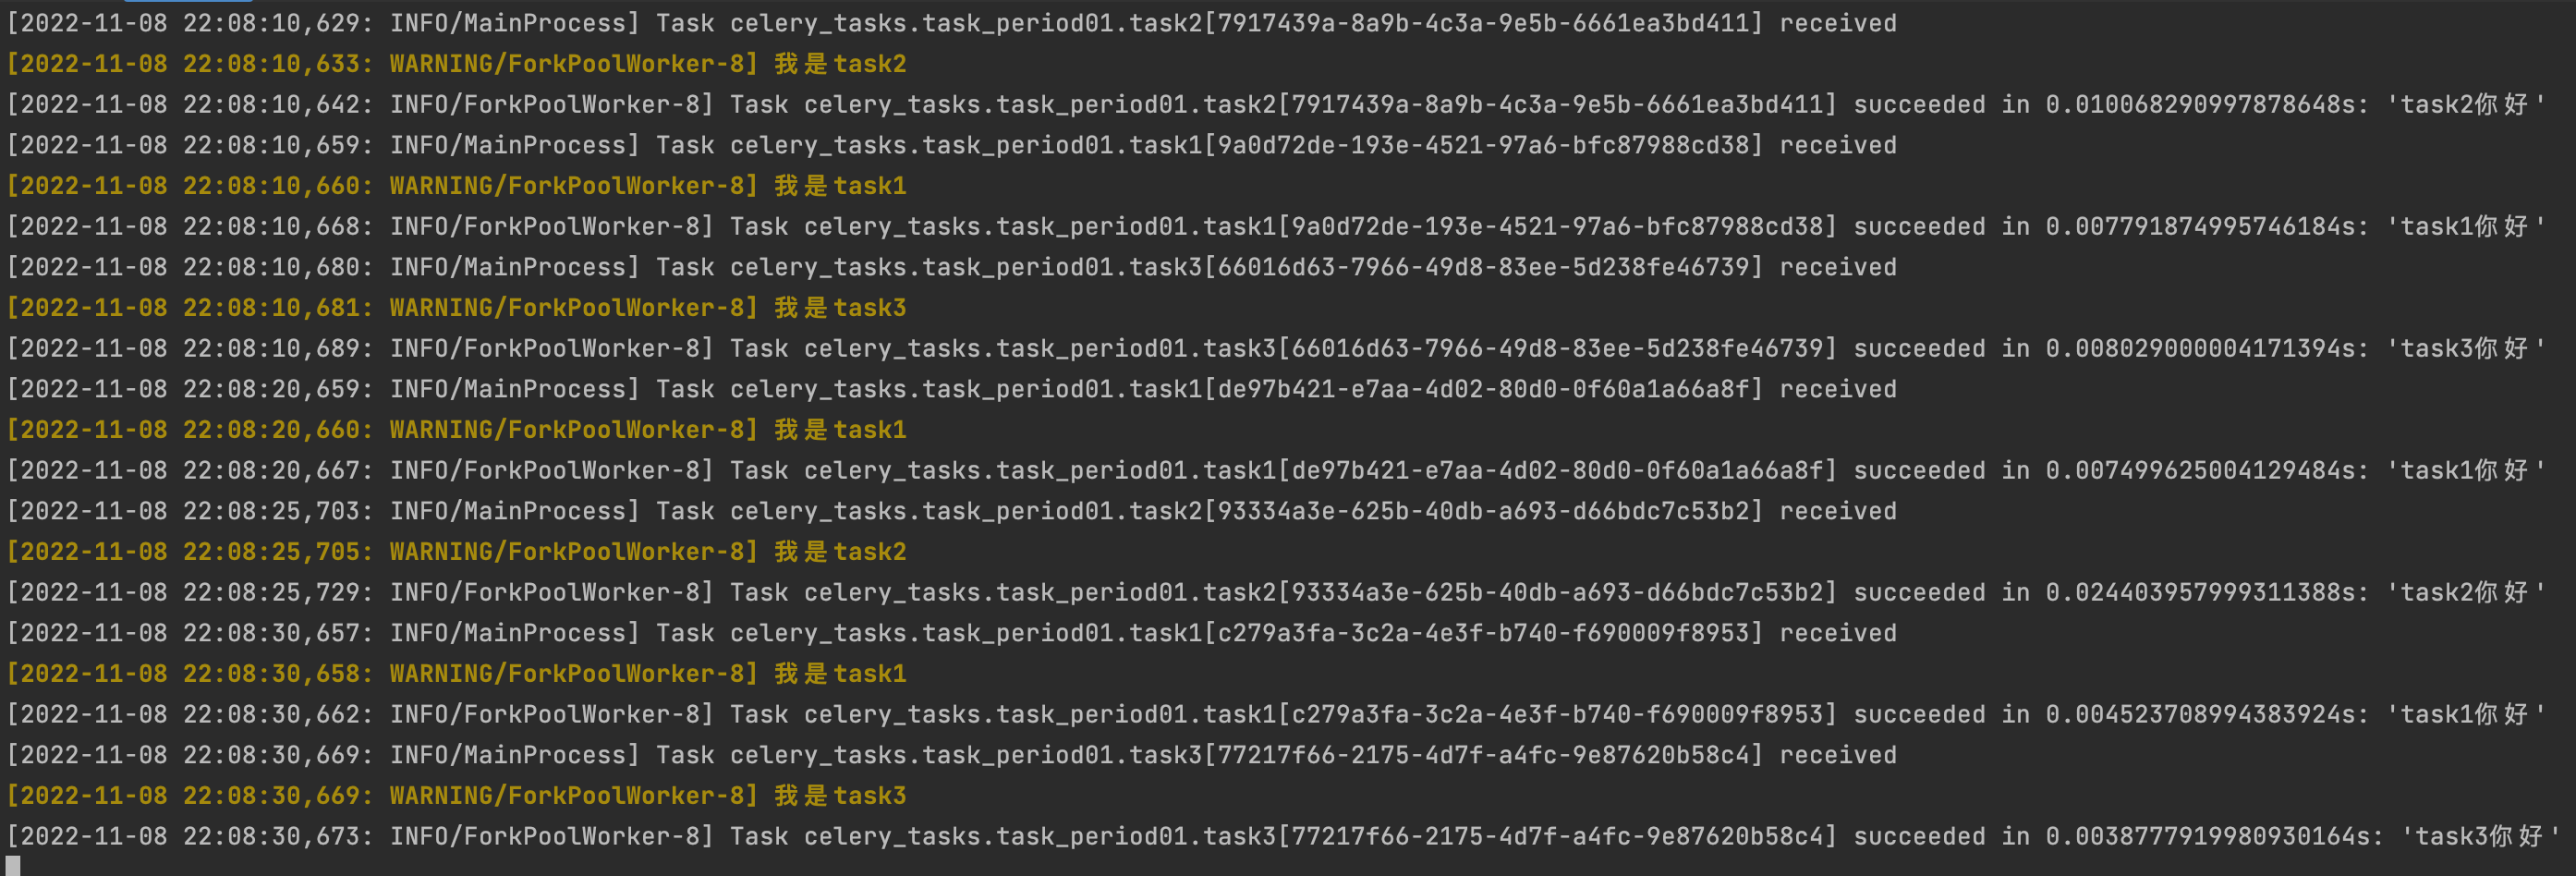 [2022-11-08 22:08:10,629: INFO/MainProcess] Task celery_tasks.task_period01.task2[7917439a-8a9b-4c3a-9e5b-6661ea3bd411] received
[2022-11-08 22:08:10,633: WARNING/ForkPoolWorker-8] 我是task2
[2022-11-08 22:08:10,642: INFO/ForkPoolWorker-8] Task celery_tasks.task_period01.task2[7917439a-8a9b-4c3a-9e5b-6661ea3bd411] succeeded in 0.010068290997878648s: 'task2你好'
[2022-11-08 22:08:10,659: INFO/MainProcess] Task celery_tasks.task_period01.task1[9a0d72de-193e-4521-97a6-bfc87988cd38] received
[2022-11-08 22:08:10,660: WARNING/ForkPoolWorker-8] 我是task1
[2022-11-08 22:08:10,668: INFO/ForkPoolWorker-8] Task celery_tasks.task_period01.task1[9a0d72de-193e-4521-97a6-bfc87988cd38] succeeded in 0.007791874995746184s: 'task1你好'
[2022-11-08 22:08:10,680: INFO/MainProcess] Task celery_tasks.task_period01.task3[66016d63-7966-49d8-83ee-5d238fe46739] received
[2022-11-08 22:08:10,681: WARNING/ForkPoolWorker-8] 我是task3
[2022-11-08 22:08:10,689: INFO/ForkPoolWorker-8] Task celery_tasks.task_period01.task3[66016d63-7966-49d8-83ee-5d238fe46739] succeeded in 0.008029000004171394s: 'task3你好'
[2022-11-08 22:08:20,659: INFO/MainProcess] Task celery_tasks.task_period01.task1[de97b421-e7aa-4d02-80d0-0f60a1a66a8f] received
[2022-11-08 22:08:20,660: WARNING/ForkPoolWorker-8] 我是task1
[2022-11-08 22:08:20,667: INFO/ForkPoolWorker-8] Task celery_tasks.task_period01.task1[de97b421-e7aa-4d02-80d0-0f60a1a66a8f] succeeded in 0.007499625004129484s: 'task1你好'
[2022-11-08 22:08:25,703: INFO/MainProcess] Task celery_tasks.task_period01.task2[93334a3e-625b-40db-a693-d66bdc7c53b2] received
[2022-11-08 22:08:25,705: WARNING/ForkPoolWorker-8] 我是task2
[2022-11-08 22:08:25,729: INFO/ForkPoolWorker-8] Task celery_tasks.task_period01.task2[93334a3e-625b-40db-a693-d66bdc7c53b2] succeeded in 0.024403957999311388s: 'task2你好'
[2022-11-08 22:08:30,657: INFO/MainProcess] Task celery_tasks.task_period01.task1[c279a3fa-3c2a-4e3f-b740-f690009f8953] received
[2022-11-08 22:08:30,658: WARNING/ForkPoolWorker-8] 我是task1
[2022-11-08 22:08:30,662: INFO/ForkPoolWorker-8] Task celery_tasks.task_period01.task1[c279a3fa-3c2a-4e3f-b740-f690009f8953] succeeded in 0.004523708994383924s: 'task1你好'
[2022-11-08 22:08:30,669: INFO/MainProcess] Task celery_tasks.task_period01.task3[77217f66-2175-4d7f-a4fc-9e87620b58c4] received
[2022-11-08 22:08:30,669: WARNING/ForkPoolWorker-8] 我是task3
[2022-11-08 22:08:30,673: INFO/ForkPoolWorker-8] Task celery_tasks.task_period01.task3[77217f66-2175-4d7f-a4fc-9e87620b58c4] succeeded in 0.0038777919980930164s: 'task3你好'